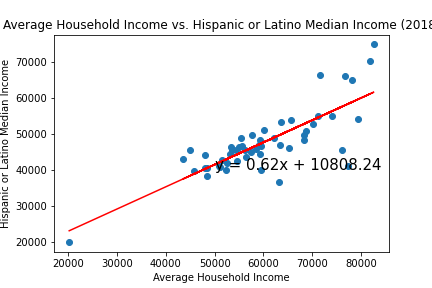 Average Household Income vs. Hispanic or Latino Median Income (2018
70000
60000
50000
40000
30000
20000
Hispanic or Latino Median Income
y = 0.62x + 10808.24
20000 30000 40000 50000 60000 70000 80000
Average Household Income